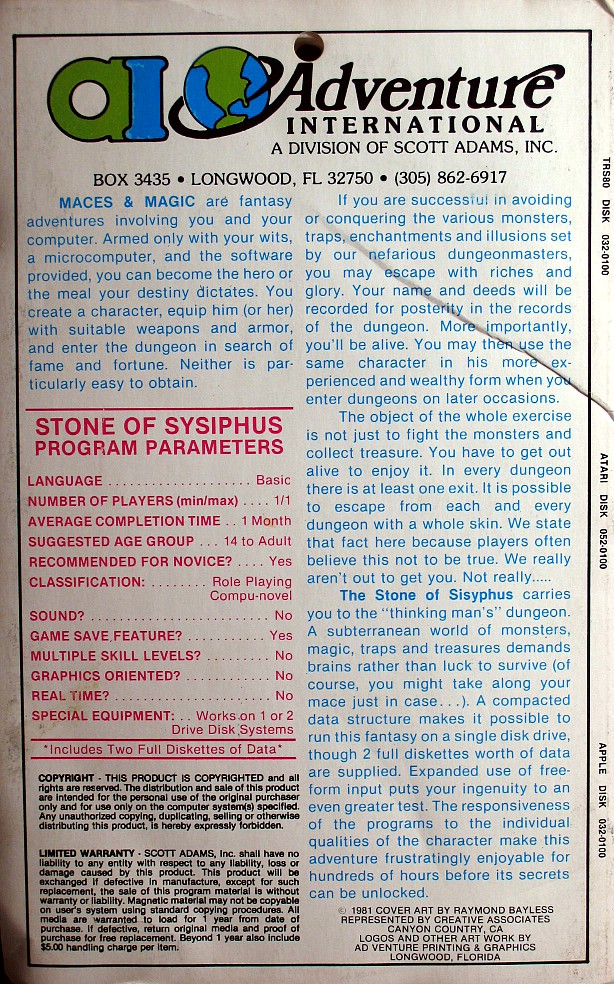 ai Adventure
INTERNATIONAL
A DIVISION OF SCOTT ADAMS, INC.
BOX 3435 • LONGWOOD, FL 32750 • (305) 862-6917
MACES & MAGIC are fantasy
adventures involving you and your
computer. Armed only with your wits,
a microcomputer, and the software
provided, you can become the hero or
the meal your destiny dictates. You
create a character, equip him (or her)
with suitable weapons and armor,
and enter the dungeon in search of
fame and fortune. Neither is par-
ticularly easy to obtain.
STONE OF SYSIPHUS
PROGRAM PARAMETERS
LANGUAGE . . . . . . . . . . . . . . . . . . . Basic
NUMBER OF PLAYERS (min/max) . . . . 1/1
AVERAGE COMPLETION TIME . . 1 Month
SUGGESTED AGE GROUP . . . 14 to Adult
RECOMMENDED FOR NOVICE? . . . . Yes
CLASSIFICATION: . . . . . . . . Role Playing
Compu-novel
SOUND? . . . . . . . . . . . . . . . . . . . . No
GAME SAVE FEATURE? . . . . . . . . . . . Yes
MULTIPLE SKILL LEVELS? . . . . . . . . . No
GRAPHICS ORIENTED? . . . . . . . . . . . . No
REAL TIME? . . . . . . . . . . . . . . . . . No
SPECIAL EQUIPMENT: . . Works on 1 or 2
Drive Disk Systems
*Includes Two Full Diskettes of Data*
COPYRIGHT - THIS PRODUCT IS COPYRIGHTED and all
rights are reserved. The distribution and sale of this product
are intended for the personal use of the original purchaser
only and for use only on the computer system(s) specified.
Any unauthorized copying, duplicating, selling or otherwise
distributing this product, is hereby expressly forbidden.
LIMITED WARRANTY - SCOTT ADAMS, Inc. shall have no
liability to any entity with respect to any liability, loss or
damage caused by this product. This product will be
exchanged if defective in manufacture, except for such
replacement, the sale of this program material is without
warranty or liability. Magnetic material may not be copyable
on user's system using standard copying procedures. All
media are warranted to load for 1 year from date of
purchase. If defective, return original media and proof of
purchase for free replacement. Beyond 1 year also include
$5.00 handling charge per item.
If you are successful in avoiding
or conquering the various monsters,
traps, enchantments and illusions set
by our nefarious dungeonmasters,
you may escape with riches and
glory. Your name and deeds will be
recorded for posterity in the records
of the dungeon. More importantly,
you'll be alive. You may then use the
same character in his more ex-
perienced and wealthy form when you
enter dungeons on later occasions.
The object of the whole exercise
is not just to fight the monsters and
collect treasure. You have to get out
alive to enjoy it. In every dungeon
there is at least one exit. It is possible
to escape from each and every
dungeon with a whole skin. We state
that fact here because players often
believe this not to be true. We really
aren't out to get you. Not really.....
The Stone of Sisyphus carries
you to the "thinking man's" dungeon.
A subterranean world of monsters,
magic, traps and treasures demands
brains rather than luck to survive (of
course, you might take along your
mace just in case. . .). A compacted
data structure makes it possible to
run this fantasy on a single disk drive,
though 2 full diskettes worth of data
are supplied. Expanded use of free-
form input puts your ingenuity to an
even greater test. The responsiveness
of the programs to the individual
qualities of the character make this
adventure frustratingly enjoyable for
hundreds of hours before its secrets
can be unlocked.
© 1981 COVER ART BY RAYMOND BAYLESS
REPRESENTED BY CREATIVE ASSOCIATES
CANYON COUNTRY, CA
LOGOS AND OTHER ART WORK BY
AD VENTURE PRINTING & GRAPHICS
LONGWOOD, FLORIDA
TRS80 DISK 032-0100
ATARI DISK 052-0100
APPLE DISK 032-0100